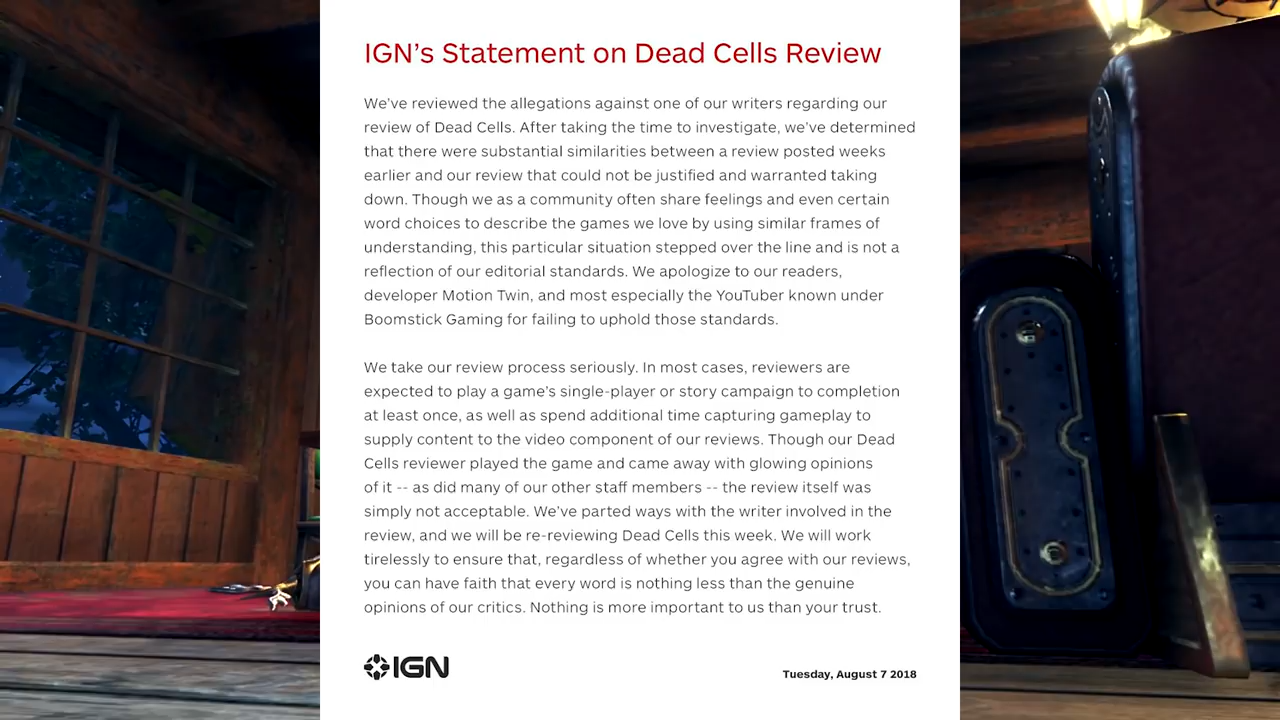 IGN’s Statement on Dead Cells Review
We’ve reviewed the allegations against one of our writers regarding our
review of Dead Cells. After taking the time to investigate, we’ve determined
that there were substantial similarities between a review posted weeks
earlier and our review that could not be justified and warranted taking
down. Though we as a community often share feelings and even certain
word choices to describe the games we love by using similar frames of
understanding, this particular situation stepped over the line and is not a
reflection of our editorial standards. We apologize to our readers,
developer Motion Twin, and most especially the YouTuber known under
Boomstick Gaming for failing to uphold those standards.
We take our review process seriously. In most cases, reviewers are
expected to play a game’s single-player or story campaign to completion
at least once, as well as spend additional time capturing gameplay to
supply content to the video component of our reviews. Though our Dead
Cells reviewer played the game and came away with glowing opinions
of it -- as did many of our other staff members -- the review itself was
simply not acceptable. We’ve parted ways with the writer involved in the
review, and we will be re-reviewing Dead Cells this week. We will work
tirelessly to ensure that, regardless of whether you agree with our reviews,
you can have faith that every word is nothing less than the genuine
opinions of our critics. Nothing is more important to us than your trust.
IGN
Tuesday, August 7 2018